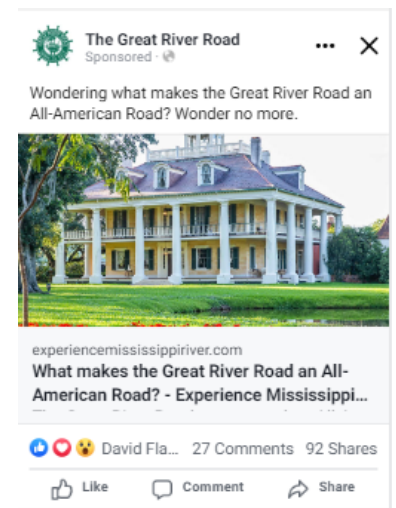 The Great River Road
Sponsored ·
Wondering what makes the Great River Road an
All-American Road? Wonder no more.
experiencemississippiriver.com
What makes the Great River Road an All-
American Road? - Experience Mississippi...
David Fla... 27 Comments 92 Shares
Like Comment Share